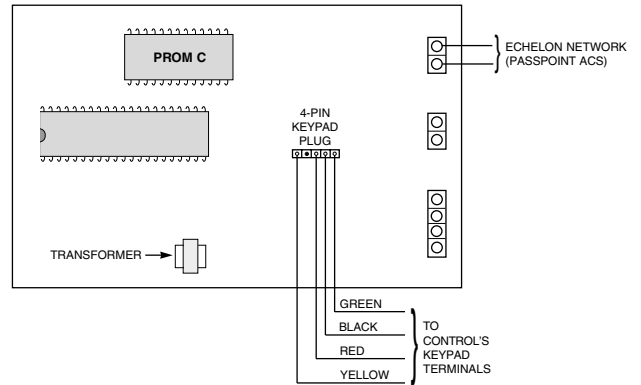 PROM C
ECHELON NETWORK
(PASSPOINT ACS)
4-PIN
KEYPAD
PLUG
TRANSFORMER
GREEN
BLACK
RED
YELLOW
TO
CONTROL'S
KEYPAD
TERMINALS